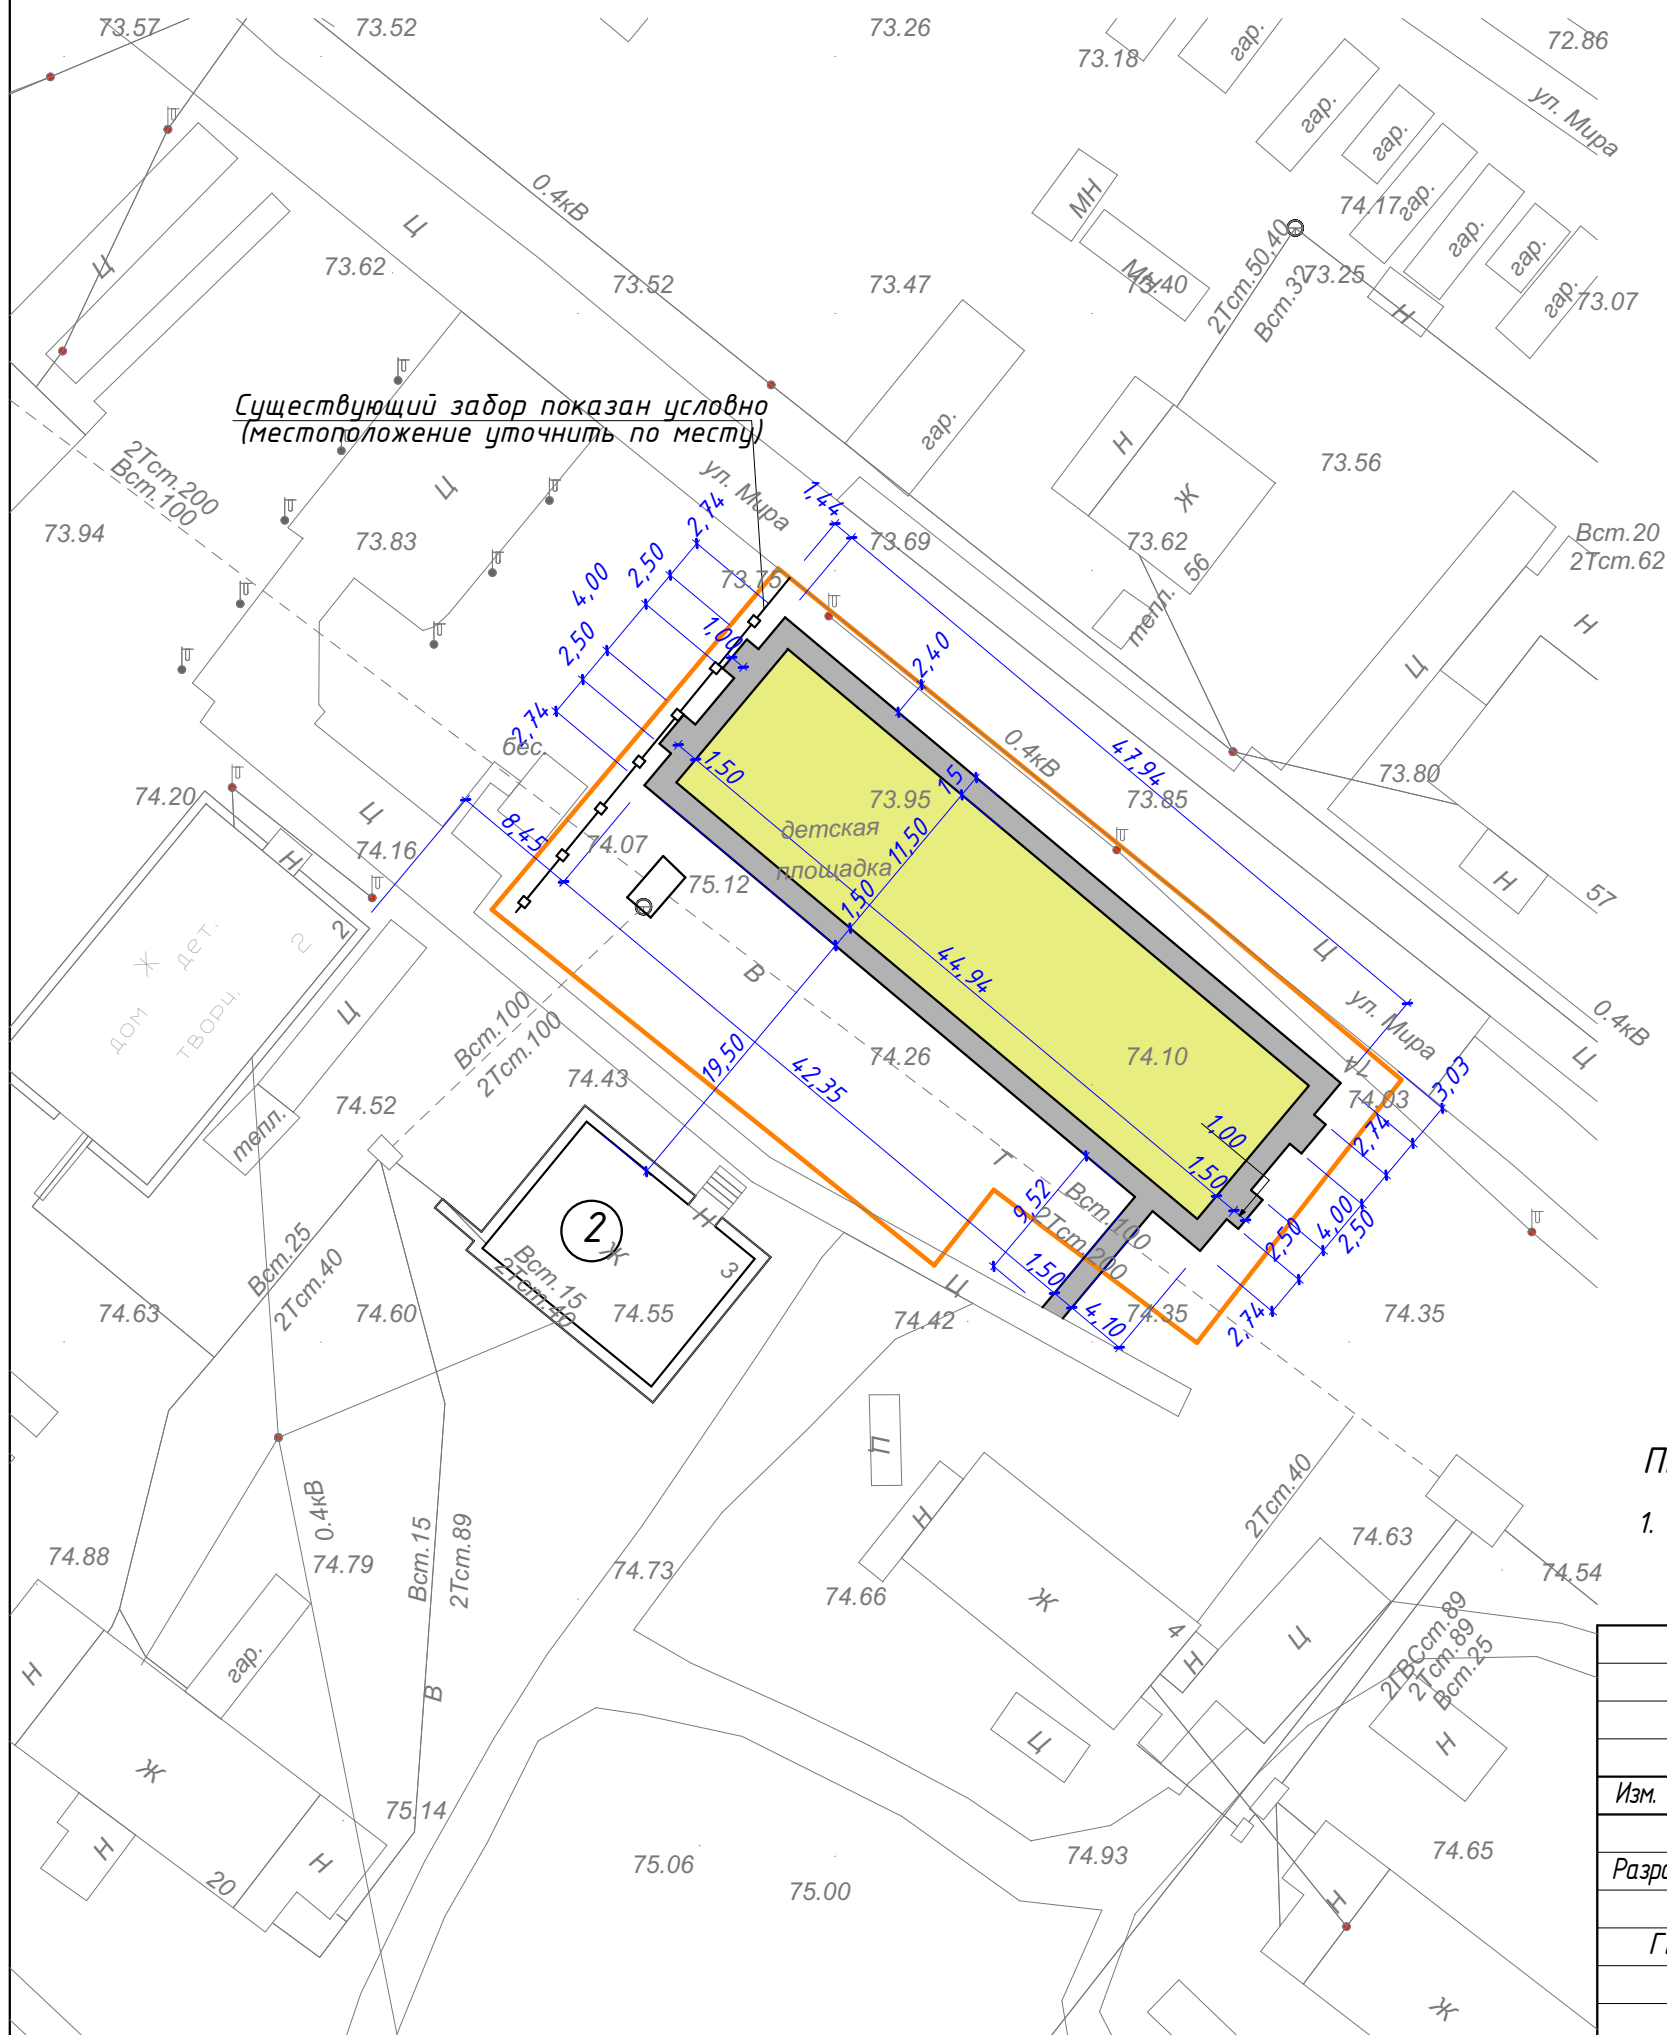 73.57
73.52
73.26
73.18
гар.
72.86
ул. Мира
гар.
гар.
гар.
74.17
гар.
гар.
гар.
73.07
МН
МН
73.40
0.4кВ
Ц
Ц
73.62
73.52
73.47
2Тст.50,40
Вст.32
73.25
Н
Существующий забор показан условно
(местоположение уточнить по месту)
2Тст.200
Вст.100
Ц
ул. Мира
гар.
Н
Ж
73.56
73.94
73.83
2,74
1,44
73.69
73.62
56
Вст.20
2Тст.62
4,00
2,50
73.75
тепл.
Н
2,50
1,00
2,40
Ц
2,74
бес.
1,50
0.4кВ
47,94
73.80
74.20
Ц
74.16
8,45
74.07
73.95
15
73.85
детская
площадка
11,50
75.12
1,50
Н
Н
57
2
дом Ж дет.
творч. 2
Ц
В
44,94
Ц
ул. Мира
0.4кВ
Ц
Вст.100
2Тст.100
19,50
42,35
74.26
74.10
ТА
74.03
3,03
74.43
74.52
тепл.
1,00
2,74
Т
1,50
9,52
Вст.100
2Тст.200
2,50
4,00
2,50
2
Н
Ж
3
Вст.25
2Тст.40
Вст.15
2Тст.40
1,50
4,10
Ц
2,74
74.63
74.60
74.55
74.42
74.35
74.35
П
Н
2Тст.40
1.
0.4кВ
Вст.15
2Тст.89
74.88
74.79
74.73
74.66
74.63
74.54
Ж
4
Н
Ц
2ГВСст.89
2Тст.89
Вст.25
Н
гар.
В
Ц
Н
Ж
75.14
Изм.
Н
20
Н
75.06
75.00
74.93
74.65
Н
Ж